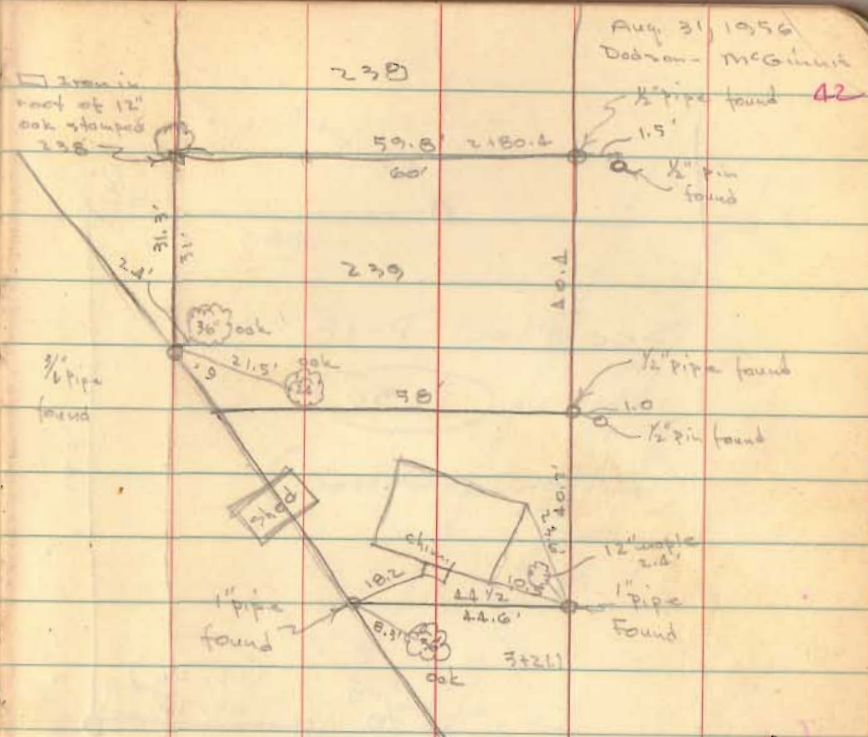 Aug. 31, 1956
Dodson - McGinnis
42
238
Iron in
root of 12"
oak stamped
238
½" pipe found
1.5'
½" pin
found
59.8' 2+80.4
60'
31.3'
31'
40.4
239
2.4'
36" oak
21.5'
oak
9'
¾" pipe
found
58'
½" pipe found
1.0
½" pin found
40.7'
shed
chim.
12" maple
2.4'
18.2
10.
44 ½
44.6'
1" pipe
found
1" pipe
Found
8.3'
oak
3+21.1